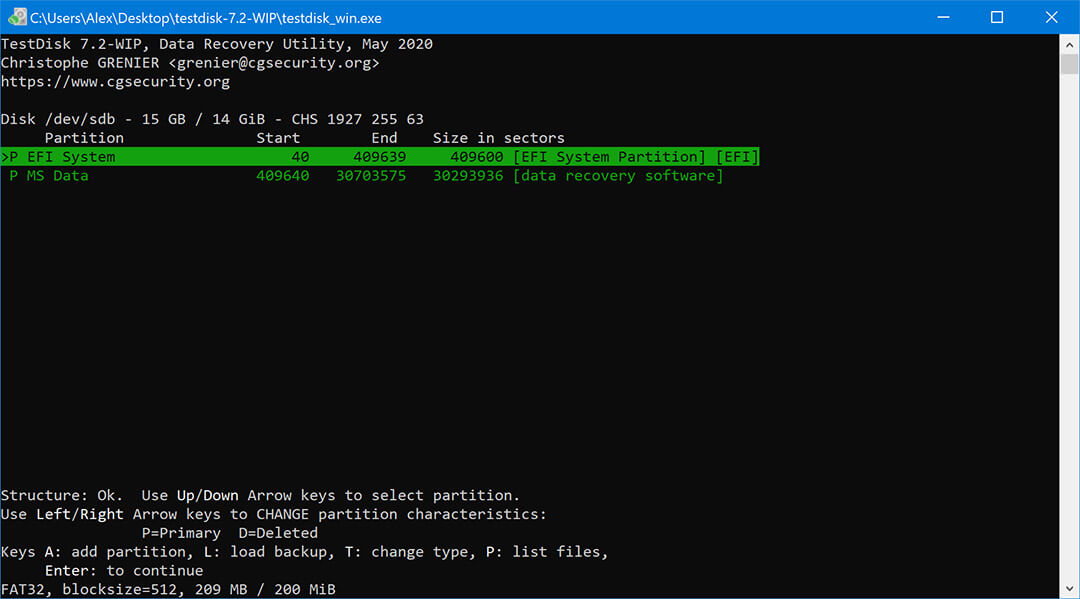 C:\Users\Alex\Desktop\testdisk-7.2-WIP\testdisk_win.exe
TestDisk 7.2-WIP, Data Recovery Utility, May 2020
Christophe GRENIER <grenier@cgsecurity.org>
https://www.cgsecurity.org
Disk /dev/sdb - 15 GB / 14 GiB - CHS 1927 255 63
     Partition               Start        End    Size in sectors
>P EFI System                    40     409639     409600 [EFI System Partition] [EFI]
 P MS Data                   409640   30703575   30293936 [data recovery software]
Structure: Ok.  Use Up/Down Arrow keys to select partition.
Use Left/Right Arrow keys to CHANGE partition characteristics:
                P=Primary  D=Deleted
Keys A: add partition, L: load backup, T: change type, P: list files,
     Enter: to continue
FAT32, blocksize=512, 209 MB / 200 MiB